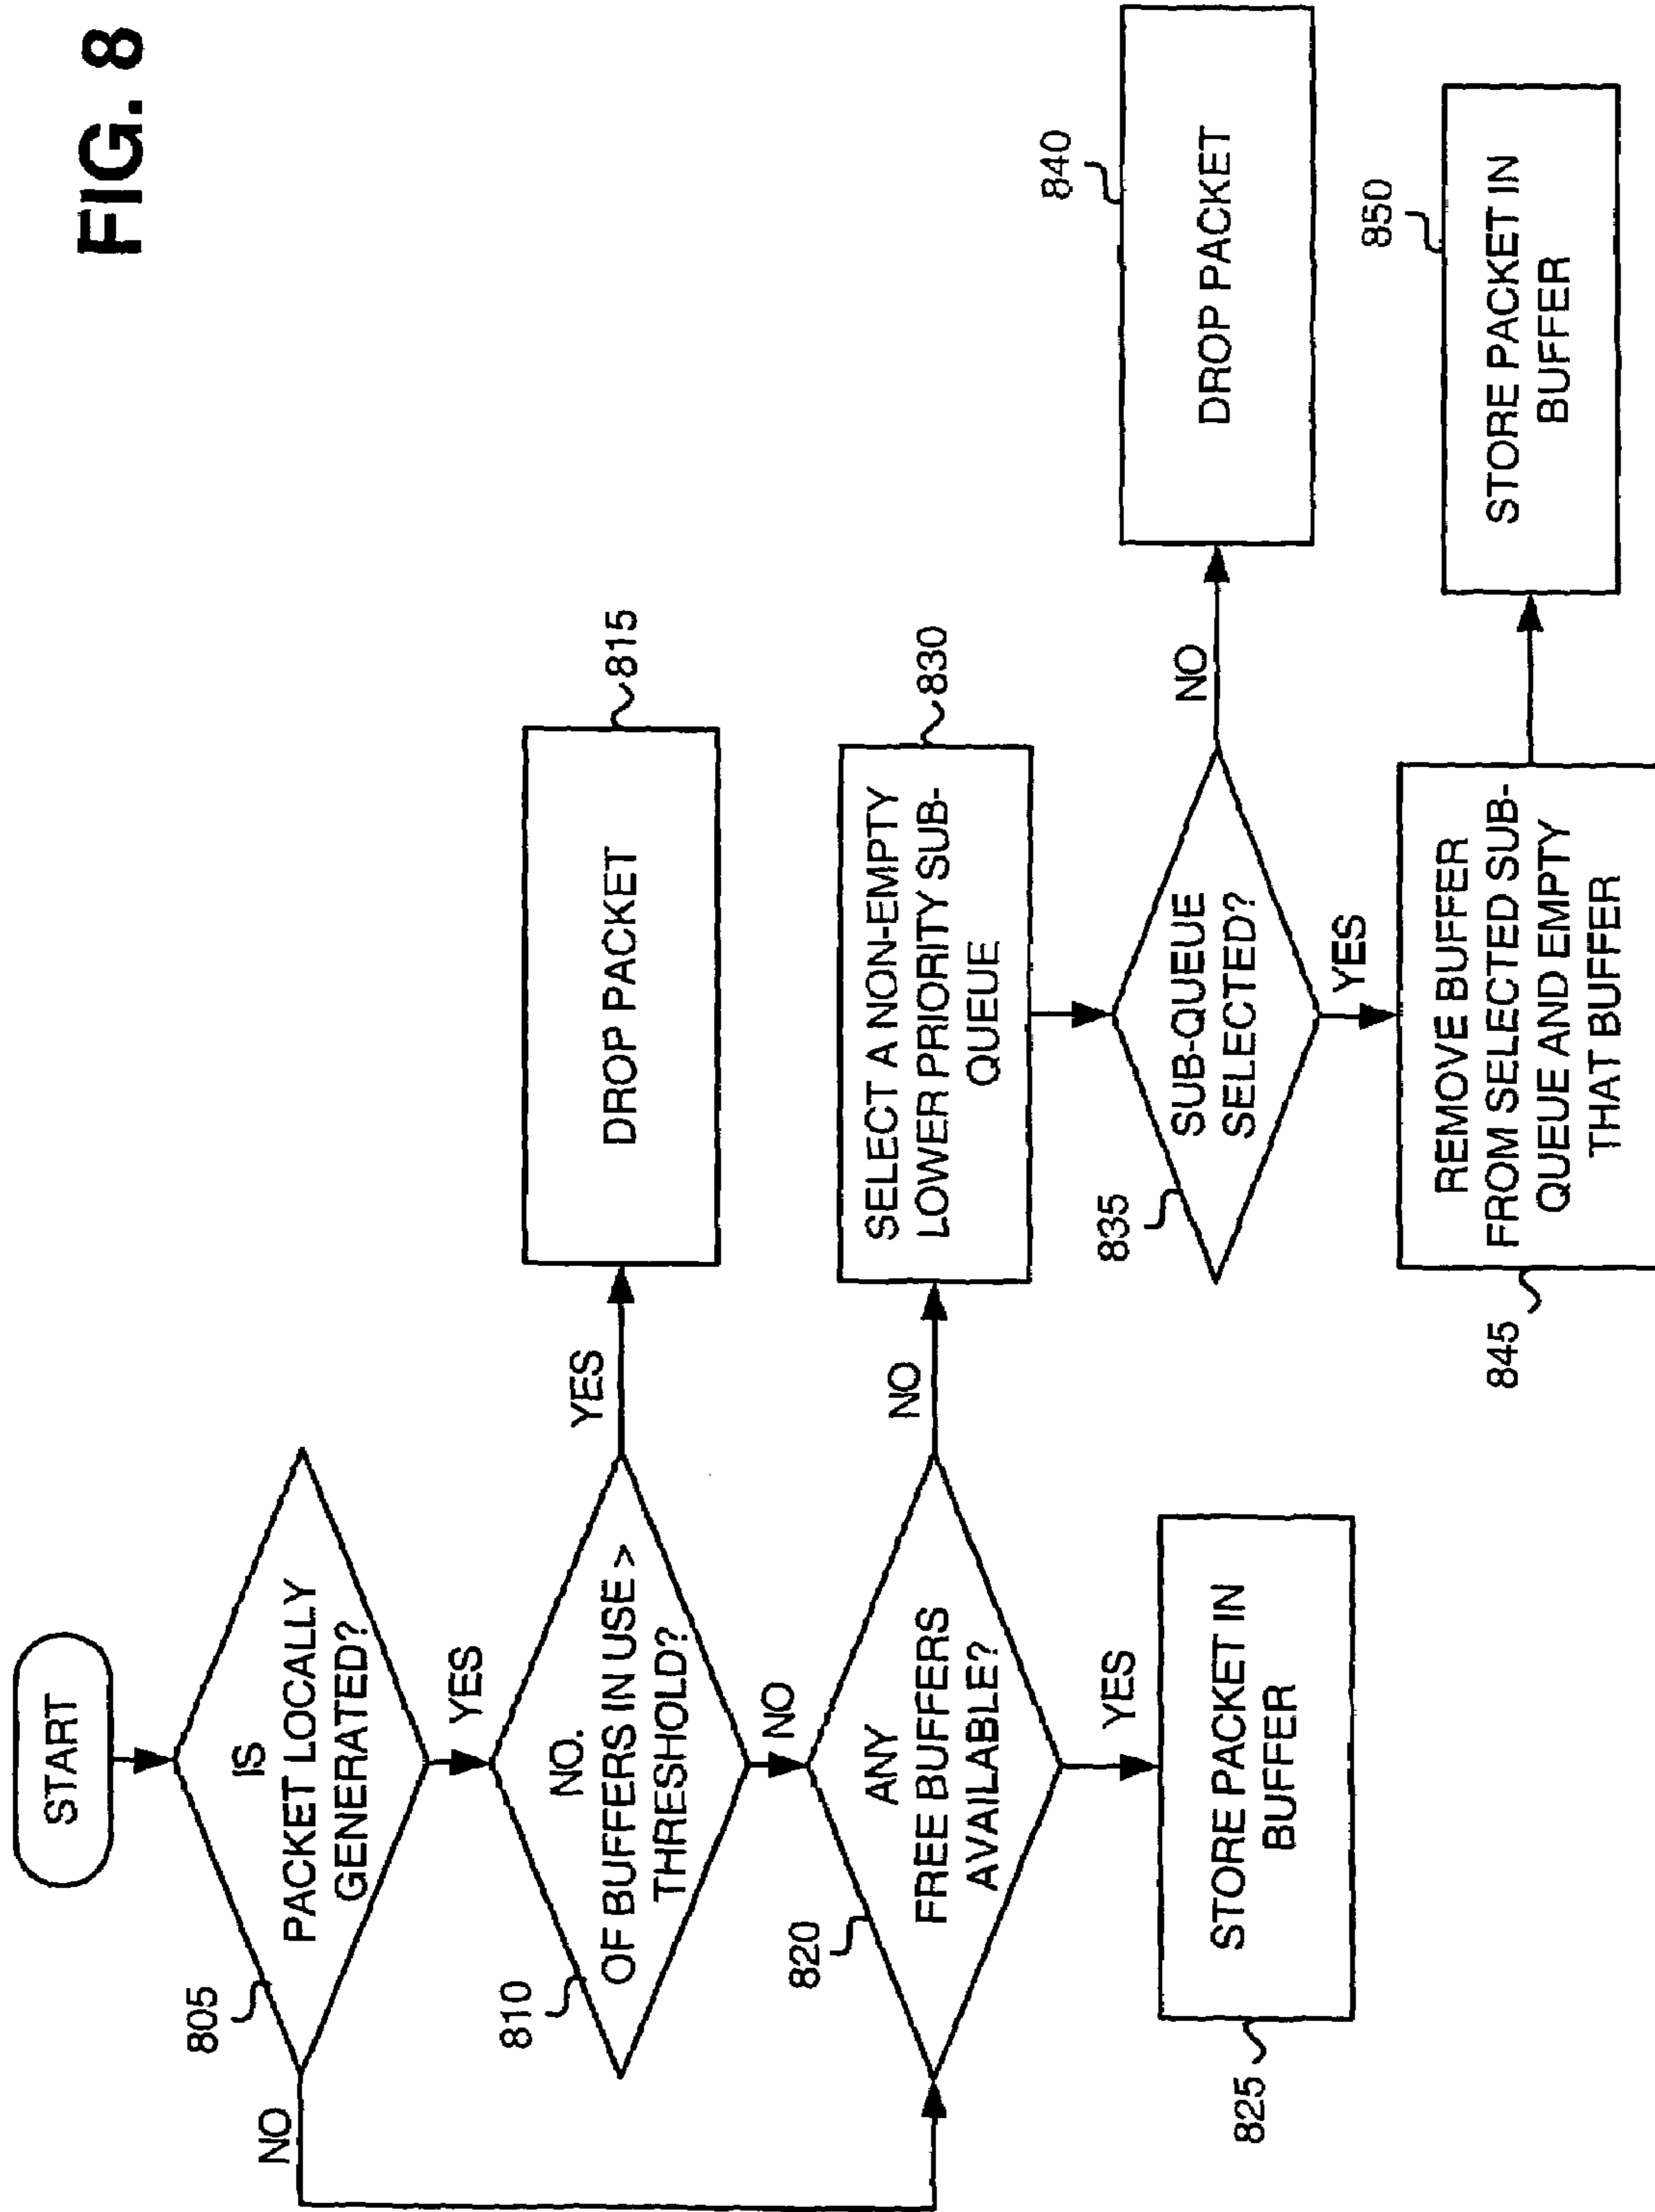 FIG. 8
START
805
IS
PACKET LOCALLY
GENERATED?
NO
YES
810
NO.
OF BUFFERS IN USE >
THRESHOLD?
YES
DROP PACKET
815
NO
820
ANY
FREE BUFFERS
AVAILABLE?
NO
SELECT A NON-EMPTY
LOWER PRIORITY SUB-
QUEUE
830
YES
825
STORE PACKET IN
BUFFER
835
SUB-QUEUE
SELECTED?
NO
DROP PACKET
840
YES
845
REMOVE BUFFER
FROM SELECTED SUB-
QUEUE AND EMPTY
THAT BUFFER
STORE PACKET IN
BUFFER
850